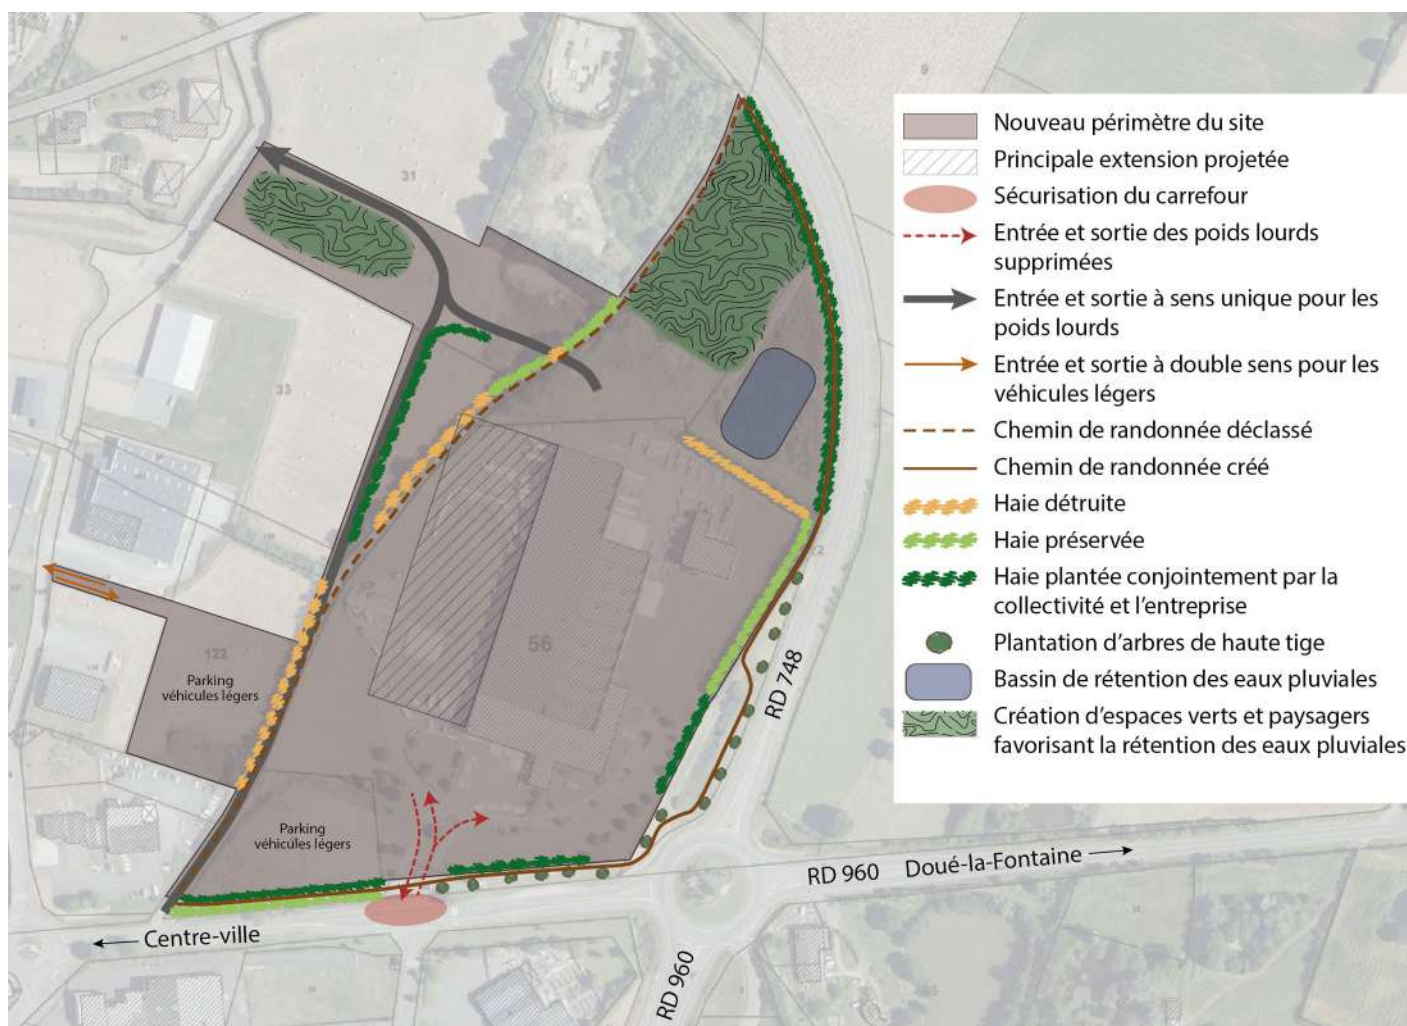 Nouveau périmètre du site
Principale extension projetée
Sécurisation du carrefour
Entrée et sortie des poids lourds
supprimées
Entrée et sortie à sens unique pour les
poids lourds
Entrée et sortie à double sens pour les
véhicules légers
Chemin de randonnée déclassé
Chemin de randonnée créé
Haie détruite
Haie préservée
Haie plantée conjointement par la
collectivité et l'entreprise
Plantation d'arbres de haute tige
Bassin de rétention des eaux pluviales
Création d'espaces verts et paysagers
favorisant la rétention des eaux pluviales
9
31
33
56
122
Parking
véhicules légers
Parking
véhicules légers
RD 748
RD 960 Doué-la-Fontaine
Centre-ville
RD 960